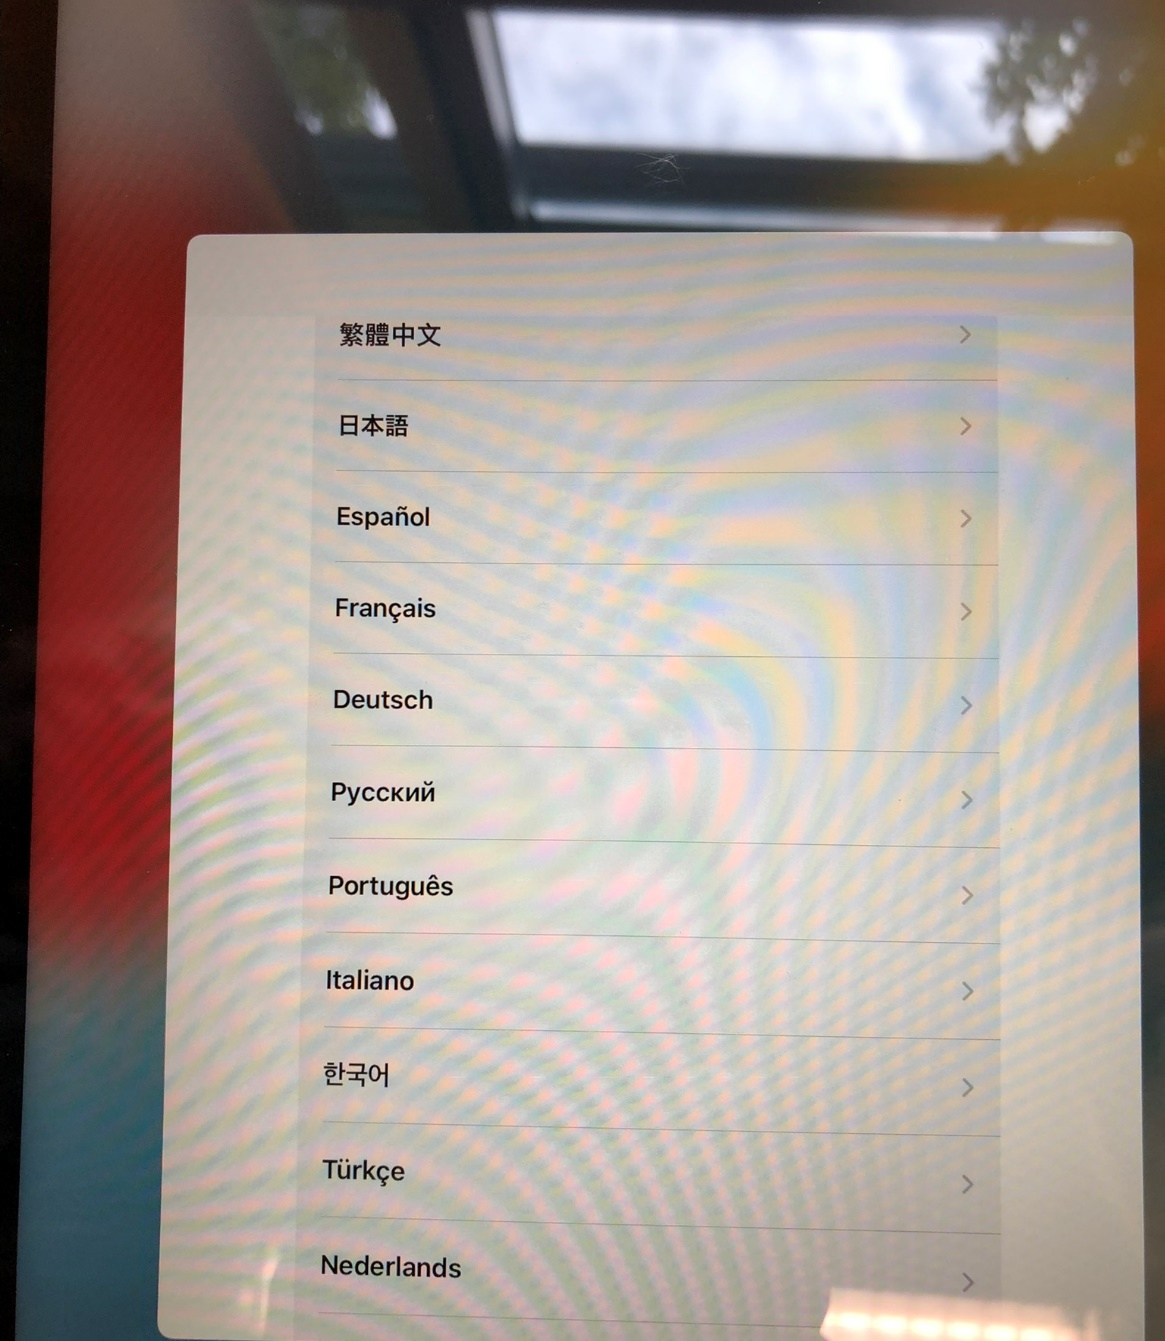 繁體中文
日本語
Español
Français
Deutsch
Русский
Português
Italiano
한국어
Türkçe
Nederlands